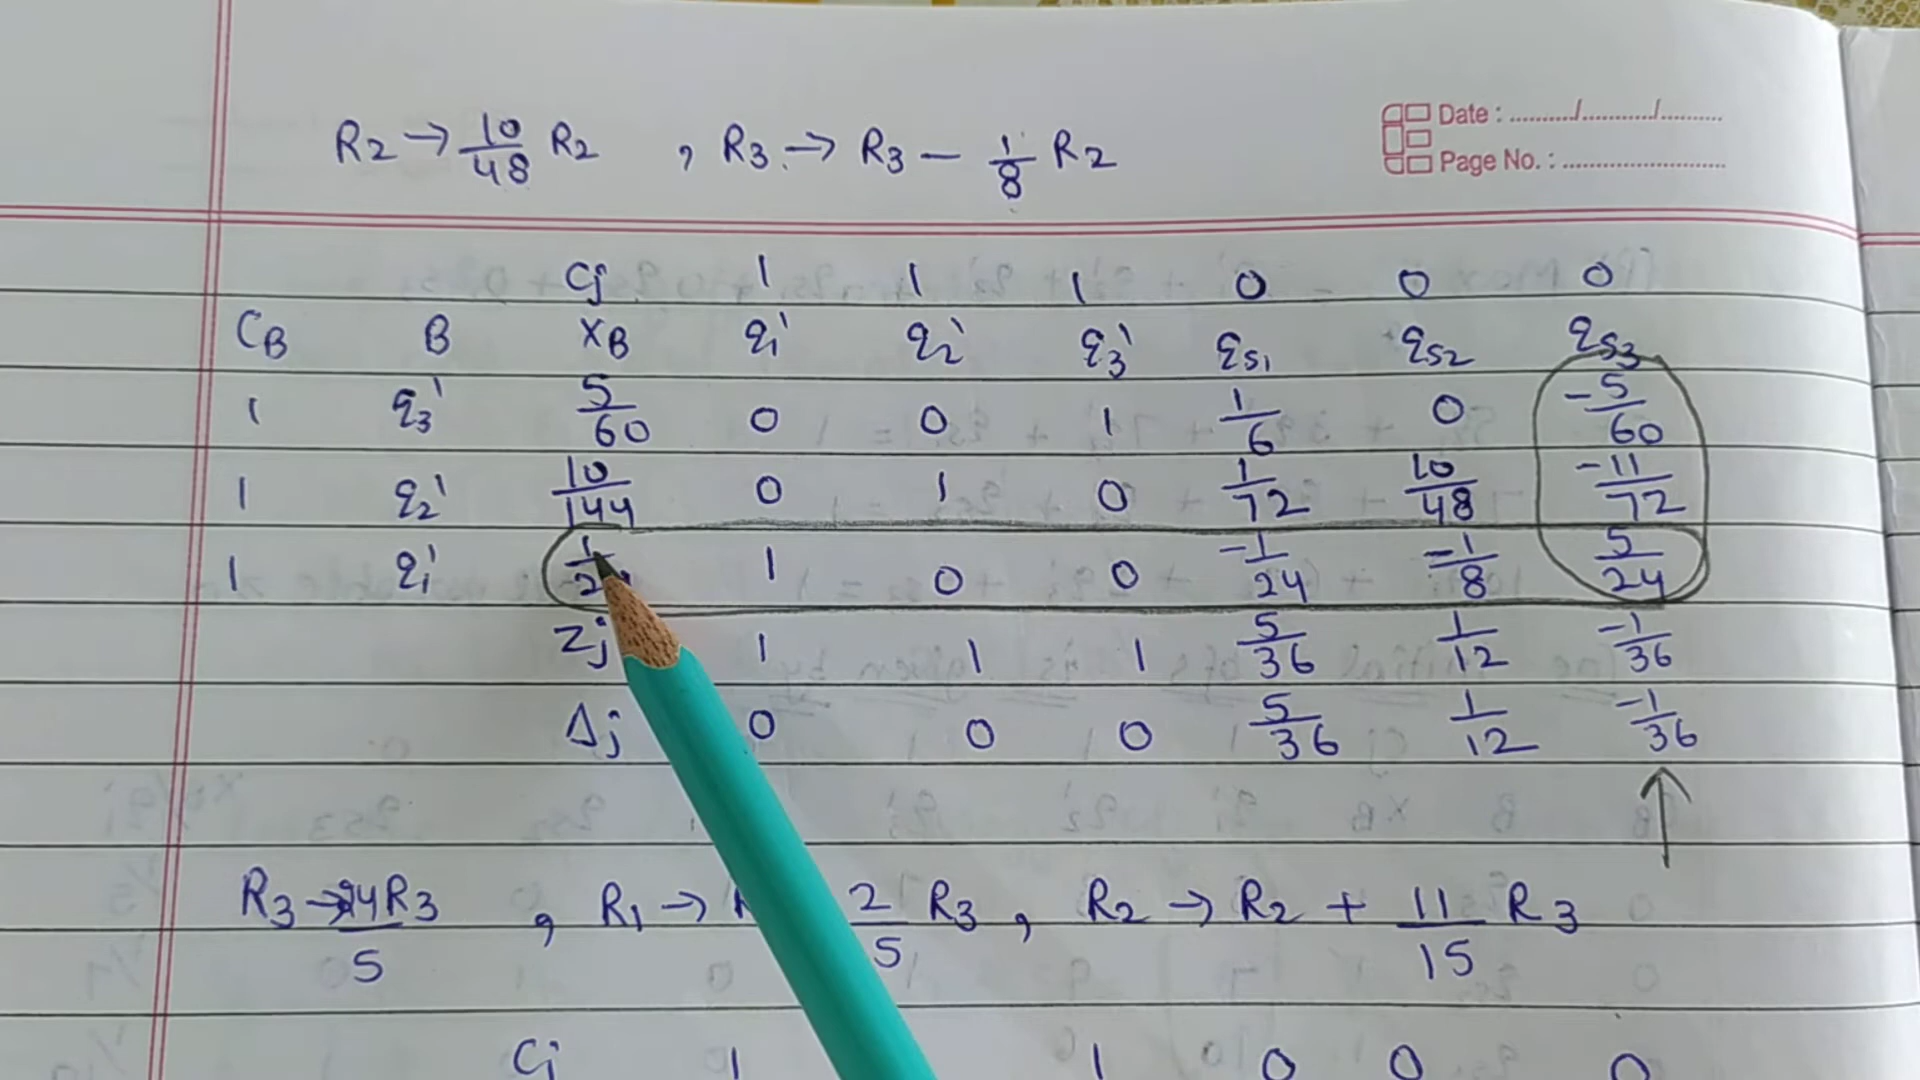 R2 → 10/48 R2 , R3 → R3 − 1/8 R2
Date : ........../.........../..........
Page No. : ..........................
Cj 1 1 1 0 0 0
CB B XB q1' q2' q3' qs1 qs2 qs3
1 q3' 5/60 0 0 1 1/6 0 -5/60
1 q2' 10/144 0 1 0 1/72 10/48 -11/72
1 q1' 1 0 0 -1/24 -1/8 5/24
Zj 1 1 1 5/36 1/12 -1/36
Δj 0 0 0 5/36 1/12 -1/36
R3 → 24R3/5 , R1 → 2/5 R3 , R2 → R2 + 11/15 R3
Cj 1 1 0 0 0